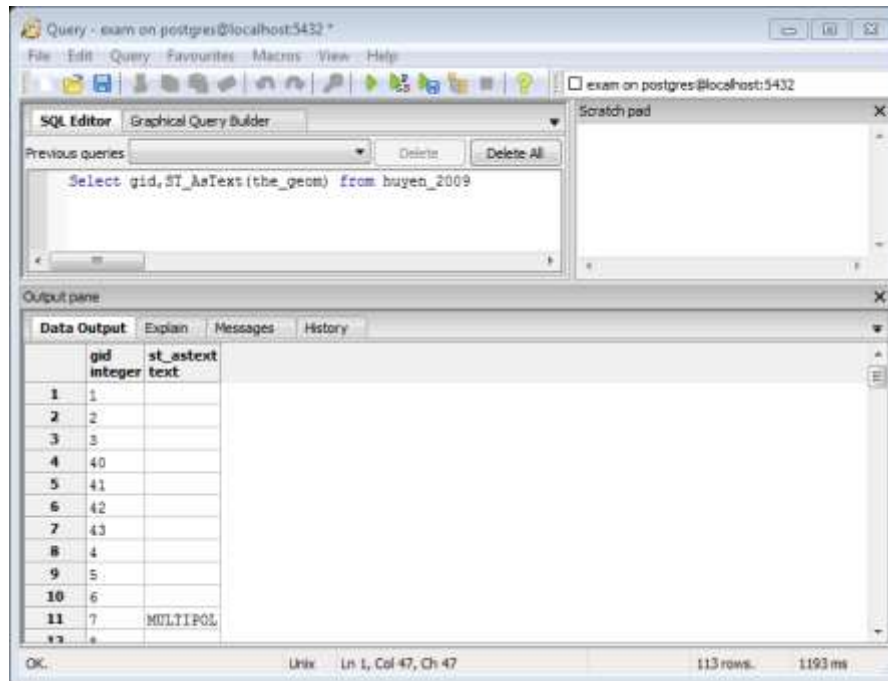 Query - exam on postgres@localhost:5432 *
File Edit Query Favourites Macros View Help
exam on postgres@localhost:5432
SQL Editor Graphical Query Builder
Scratch pad
Previous queries Delete Delete All
Select gid,ST_AsText(the_geom) from huyen_2009
Output pane
Data Output Explain Messages History
gid integer st_astext text
1 1
2 2
3 3
4 40
5 41
6 42
7 43
8 4
9 5
10 6
11 7 MULTIPOL
12
OK. Unix Ln 1, Col 47, Ch 47 113 rows. 1193 ms